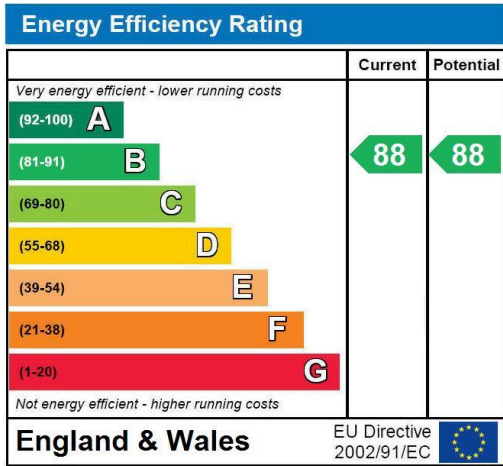 Energy Efficiency Rating
Current Potential
Very energy efficient - lower running costs
(92-100) A
(81-91) B 88 88
(69-80) C
(55-68) D
(39-54) E
(21-38) F
(1-20) G
Not energy efficient - higher running costs
England & Wales
EU Directive
2002/91/EC